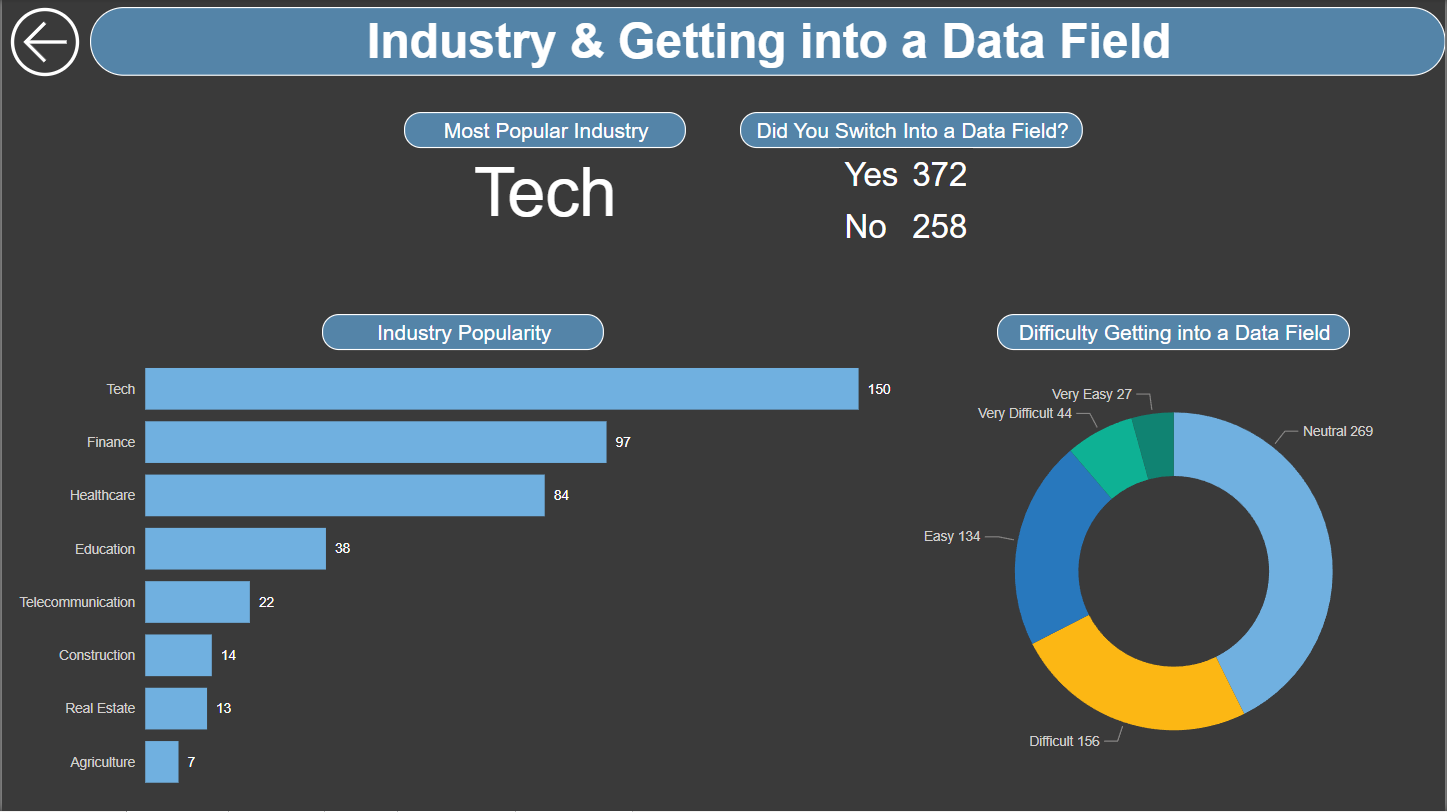 Industry & Getting into a Data Field
Most Popular Industry
Tech
Did You Switch Into a Data Field?
Yes 372
No 258
Industry Popularity
Tech 150
Finance 97
Healthcare 84
Education 38
Telecommunication 22
Construction 14
Real Estate 13
Agriculture 7
Difficulty Getting into a Data Field
Very Easy 27
Very Difficult 44
Neutral 269
Easy 134
Difficult 156